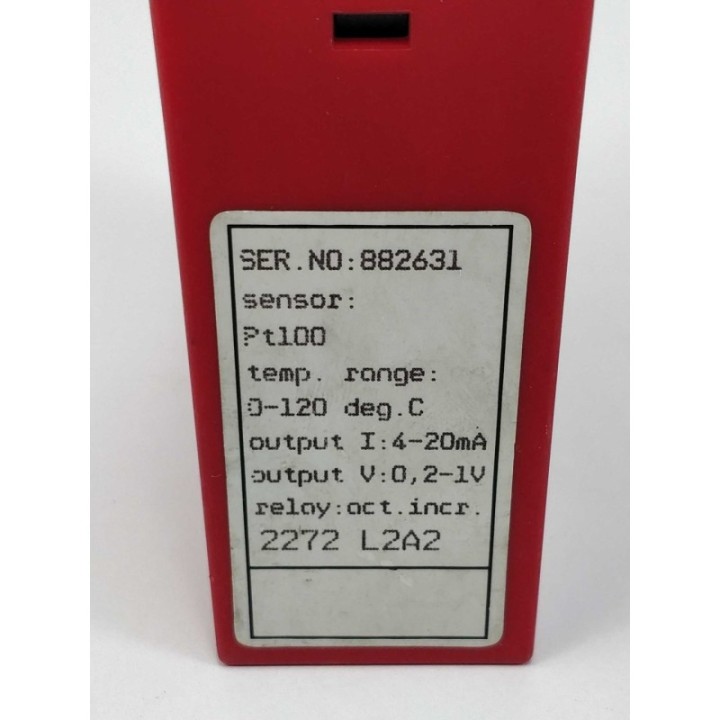 SER.NO:882631
sensor:
Pt100
temp. range:
0-120 deg.C
output I:4-20mA
output V:0,2-1V
relay:act.incr.
2272 L2A2